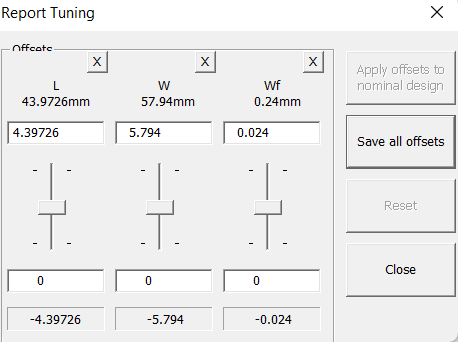 Report Tuning
Offsets
X X X
L W Wf
43.9726mm 57.94mm 0.24mm
4.39726 5.794 0.024
0 0 0
-4.39726 -5.794 -0.024
Apply offsets to
nominal design
Save all offsets
Reset
Close